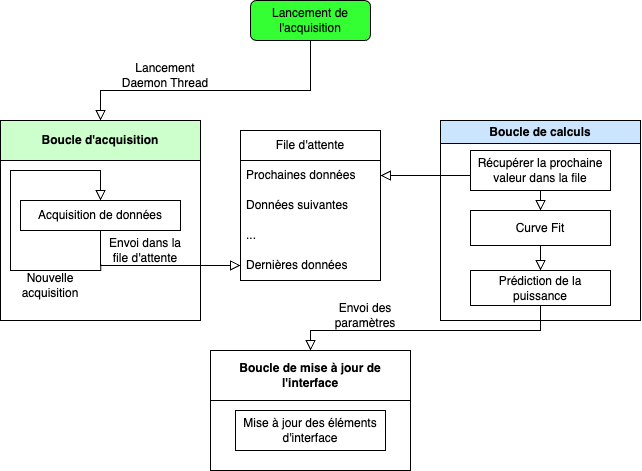 Lancement de
l'acquisition
Lancement
Daemon Thread
Boucle d'acquisition
Acquisition de données
Envoi dans la
file d'attente
Nouvelle
acquisition
File d'attente
Prochaines données
Données suivantes
...
Dernières données
Boucle de calculs
Récupérer la prochaine
valeur dans la file
Curve Fit
Prédiction de la
puissance
Envoi des
paramètres
Boucle de mise à jour de
l'interface
Mise à jour des éléments
d'interface